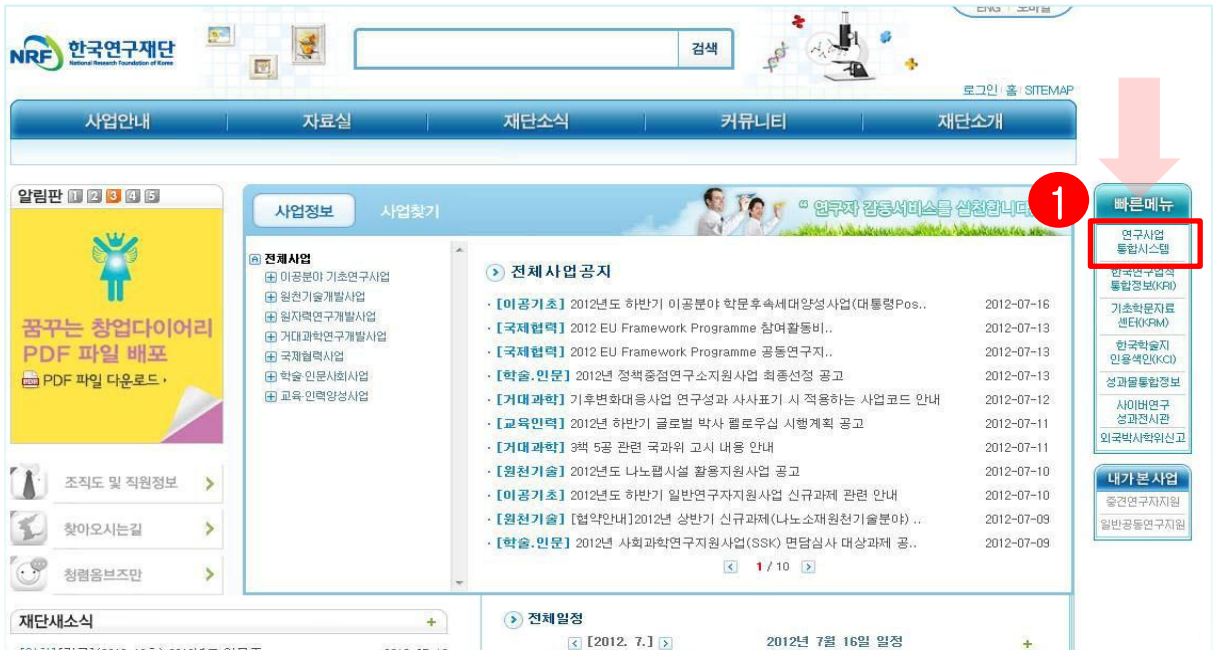 ENG 모바일
NRF 한국연구재단
National Research Foundation of Korea
검색
로그인 홈 SITEMAP
사업안내 자료실 재단소식 커뮤니티 재단소개
알림판 1 2 3 4 5
꿈꾸는 창업다이어리
PDF 파일 배포
PDF 파일 다운로드
조직도 및 직원정보
찾아오시는길
청렴옴브즈만
사업정보 사업찾기
“ 연구자 감동서비스를 실천합니다.
전체사업
이공분야 기초연구사업
원천기술개발사업
원자력연구개발사업
거대과학연구개발사업
국제협력사업
학술·인문사회사업
교육·인력양성사업
전체사업공지
· [이공기초] 2012년도 하반기 이공분야 학문후속세대양성사업(대통령Pos.. 2012-07-16
· [국제협력] 2012 EU Framework Programme 참여활동비.. 2012-07-13
· [국제협력] 2012 EU Framework Programme 공동연구지.. 2012-07-13
· [학술.인문] 2012년 정책중점연구소지원사업 최종선정 공고 2012-07-13
· [거대과학] 기후변화대응사업 연구성과 사사표기 시 적용하는 사업코드 안내 2012-07-12
· [교육인력] 2012년 하반기 글로벌 박사 펠로우십 시행계획 공고 2012-07-11
· [거대과학] 3책 5공 관련 국과위 고시 내용 안내 2012-07-11
· [원천기술] 2012년도 나노팹시설 활용지원사업 공고 2012-07-10
· [이공기초] 2012년도 하반기 일반연구자지원사업 신규과제 관련 안내 2012-07-10
· [원천기술] [협약안내]2012년 상반기 신규과제(나노소재원천기술분야) .. 2012-07-09
· [학술.인문] 2012년 사회과학연구지원사업(SSK) 면담심사 대상과제 공.. 2012-07-09
1 / 10
1
빠른메뉴
연구사업
통합시스템
한국연구업적
통합정보(KRI)
기초학문자료
센터(KRM)
한국학술지
인용색인(KCI)
성과물통합정보
사이버연구
성과전시관
외국박사학위신고
내가 본 사업
중견연구자지원
일반공동연구지원
재단새소식 +
전체일정
[2012. 7.] 2012년 7월 16일 일정 +